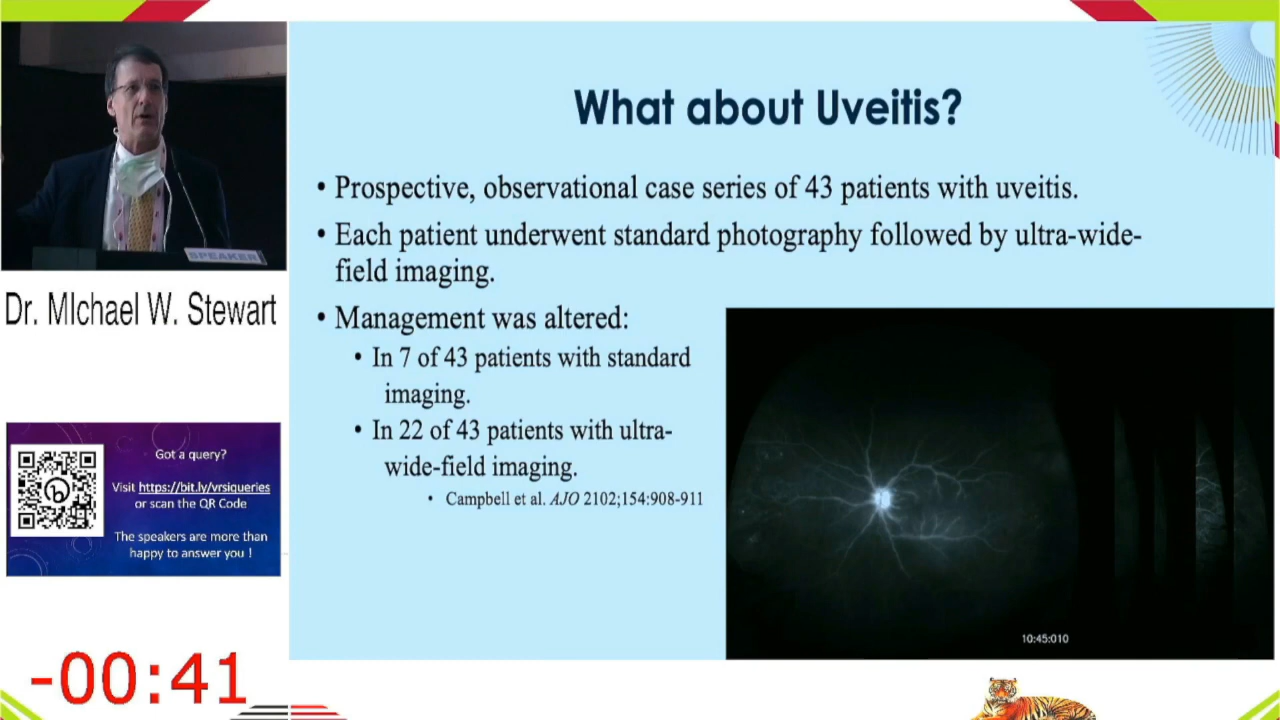 What about Uveitis?
• Prospective, observational case series of 43 patients with uveitis.
• Each patient underwent standard photography followed by ultra-wide-
field imaging.
• Management was altered:
• In 7 of 43 patients with standard
imaging.
• In 22 of 43 patients with ultra-
wide-field imaging.
• Campbell et al. AJO 2102;154:908-911
10:45:010
SPEAKER
Dr. MIchael W. Stewart
Got a query?
Visit https://bit.ly/vrsiqueries
or scan the QR Code
The speakers are more than
happy to answer you !
-00:41